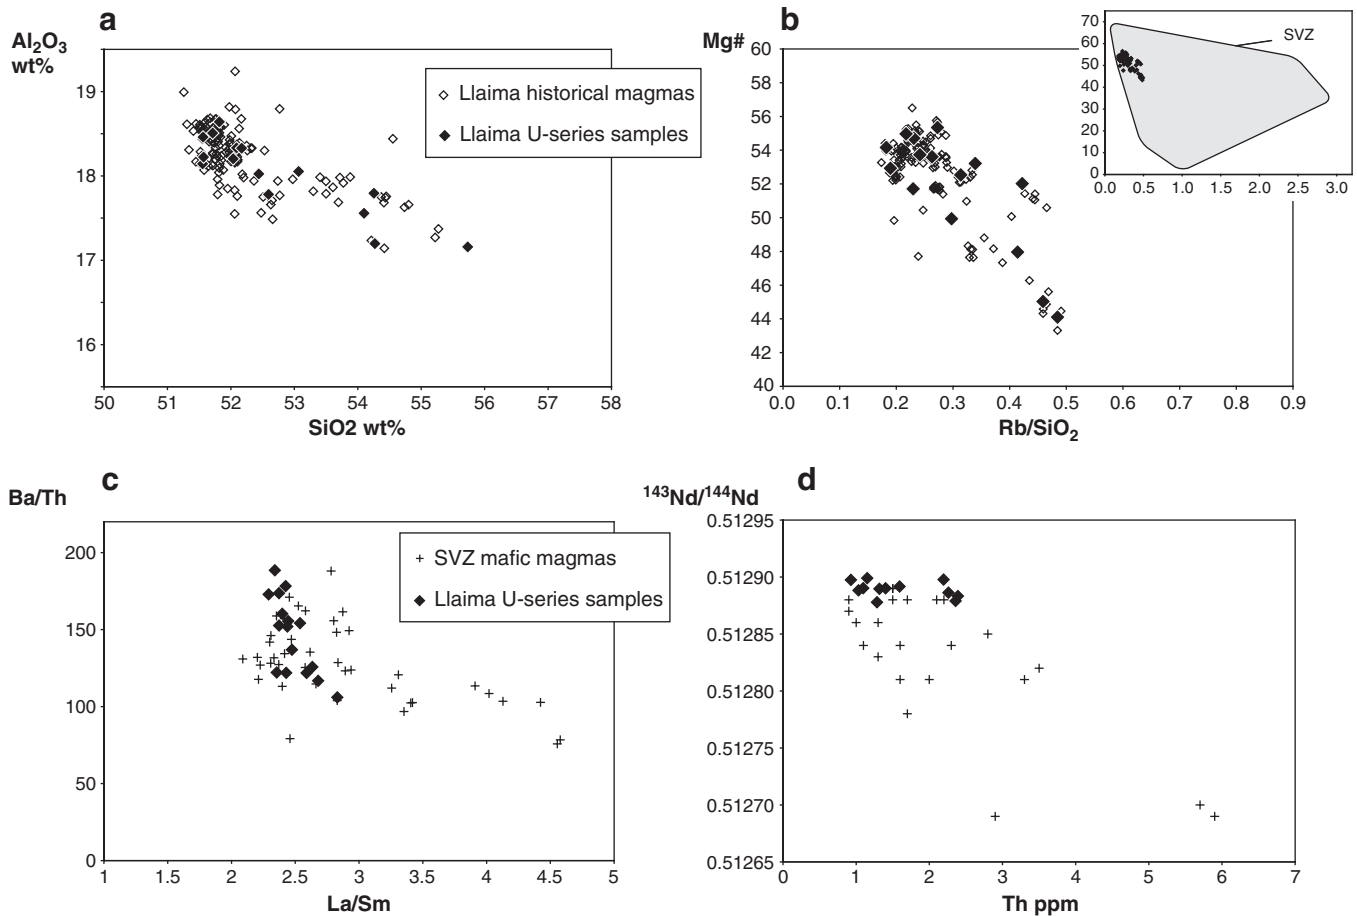 a
Al2O3
wt%
19
18
17
16
50 51 52 53 54 55 56 57 58
SiO2 wt%
Llaima historical magmas
Llaima U-series samples
b
Mg#
60
58
56
54
52
50
48
46
44
42
40
0.0 0.1 0.2 0.3 0.4 0.5 0.6 0.7 0.8 0.9
Rb/SiO2
70
60
50
40
30
20
10
0
0.0 0.5 1.0 1.5 2.0 2.5 3.0
SVZ
c
Ba/Th
200
150
100
50
0
1 1.5 2 2.5 3 3.5 4 4.5 5
La/Sm
SVZ mafic magmas
Llaima U-series samples
d
143Nd/144Nd
0.51295
0.51290
0.51285
0.51280
0.51275
0.51270
0.51265
0 1 2 3 4 5 6 7
Th ppm